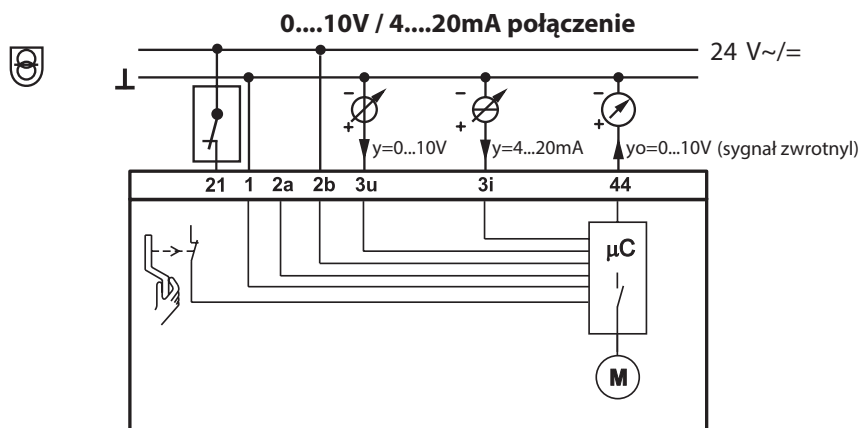 0....10V / 4....20mA połączenie
24 V~/=
⊥
- - -
+ + +
y=0...10V y=4...20mA yo=0...10V (sygnał zwrotnyl)
21 1 2a 2b 3u 3i 44
µC
M